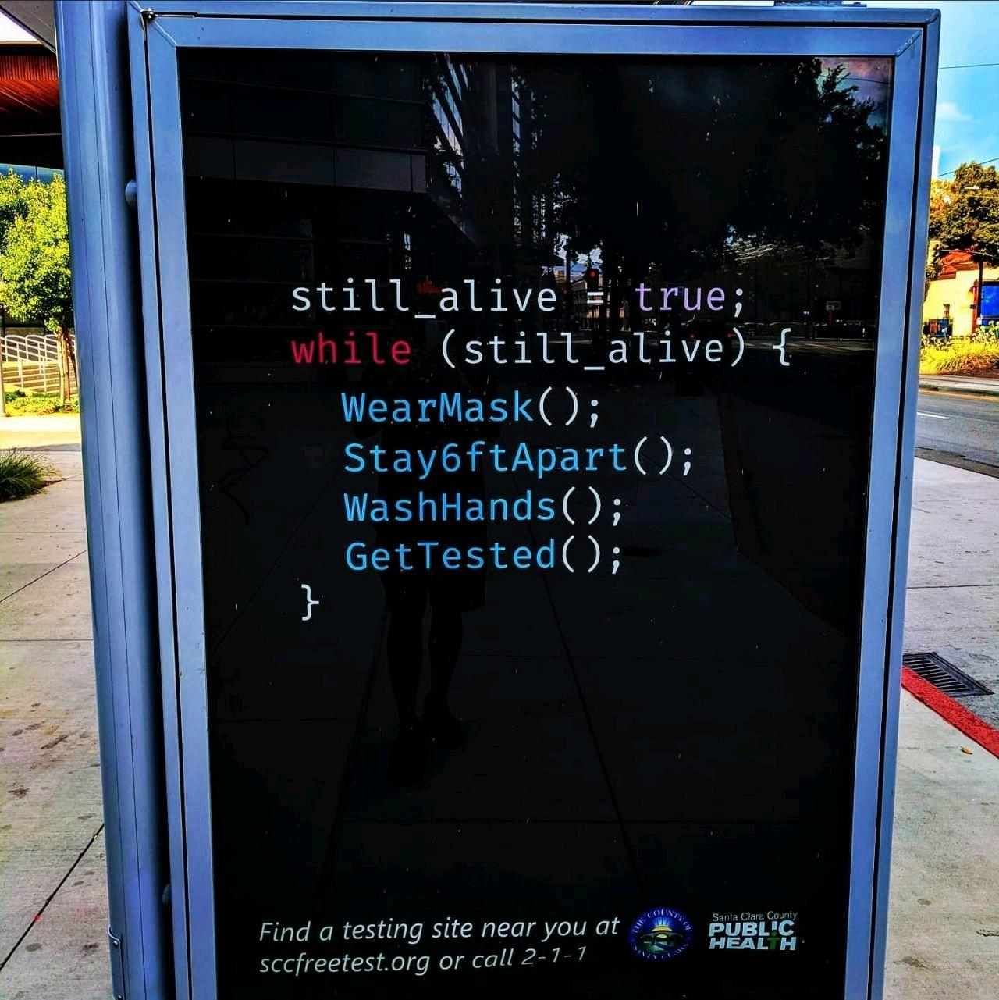 still_alive = true;
while (still_alive) {
WearMask();
Stay6ftApart();
WashHands();
GetTested();
}
Find a testing site near you at
sccfreetest.org or call 2-1-1
THE COUNTY OF
SANTA CLARA
Santa Clara County
PUBLIC
HEALTH